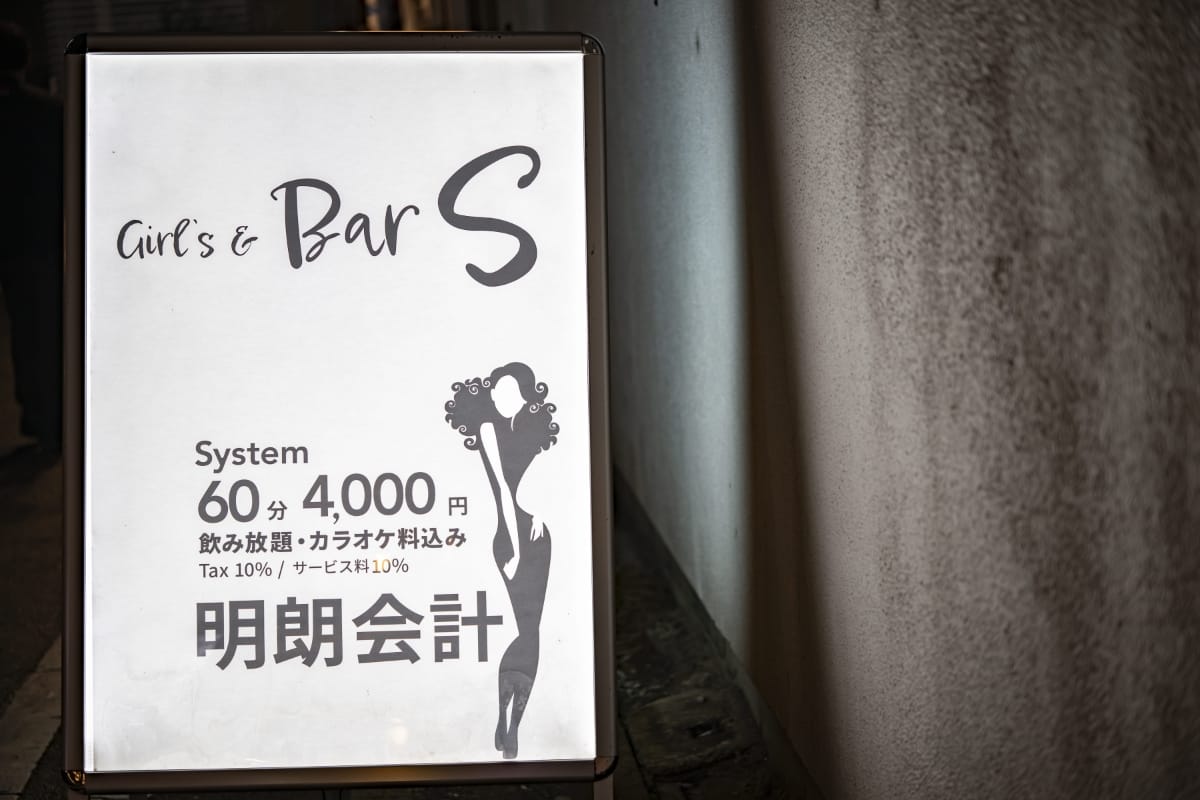 Girl's & Bar S
System
60分 4,000円
飲み放題・カラオケ料込み
Tax 10% / サービス料10%
明朗会計